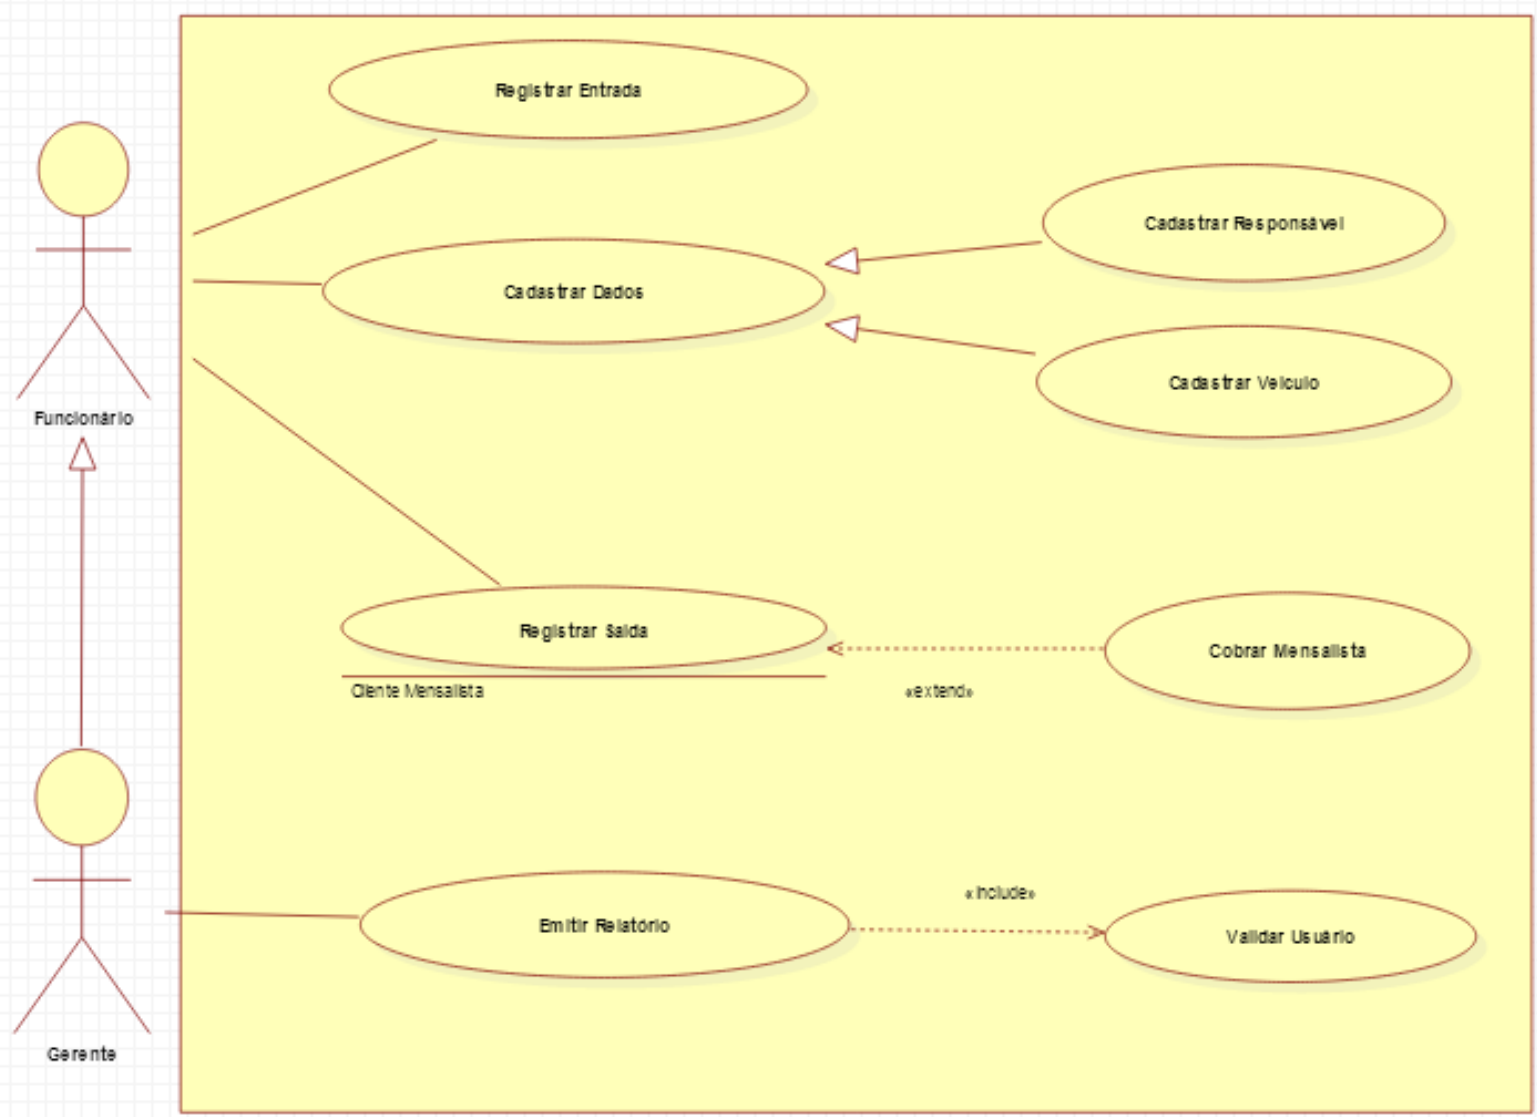 Registrar Entrada
Cadastrar Responsável
Cadastrar Dados
Cadastrar Veículo
Funcionário
Registrar Saída
Cliente Mensalista
Cobrar Mensalista
«extend»
«include»
Emitir Relatório
Validar Usuário
Gerente